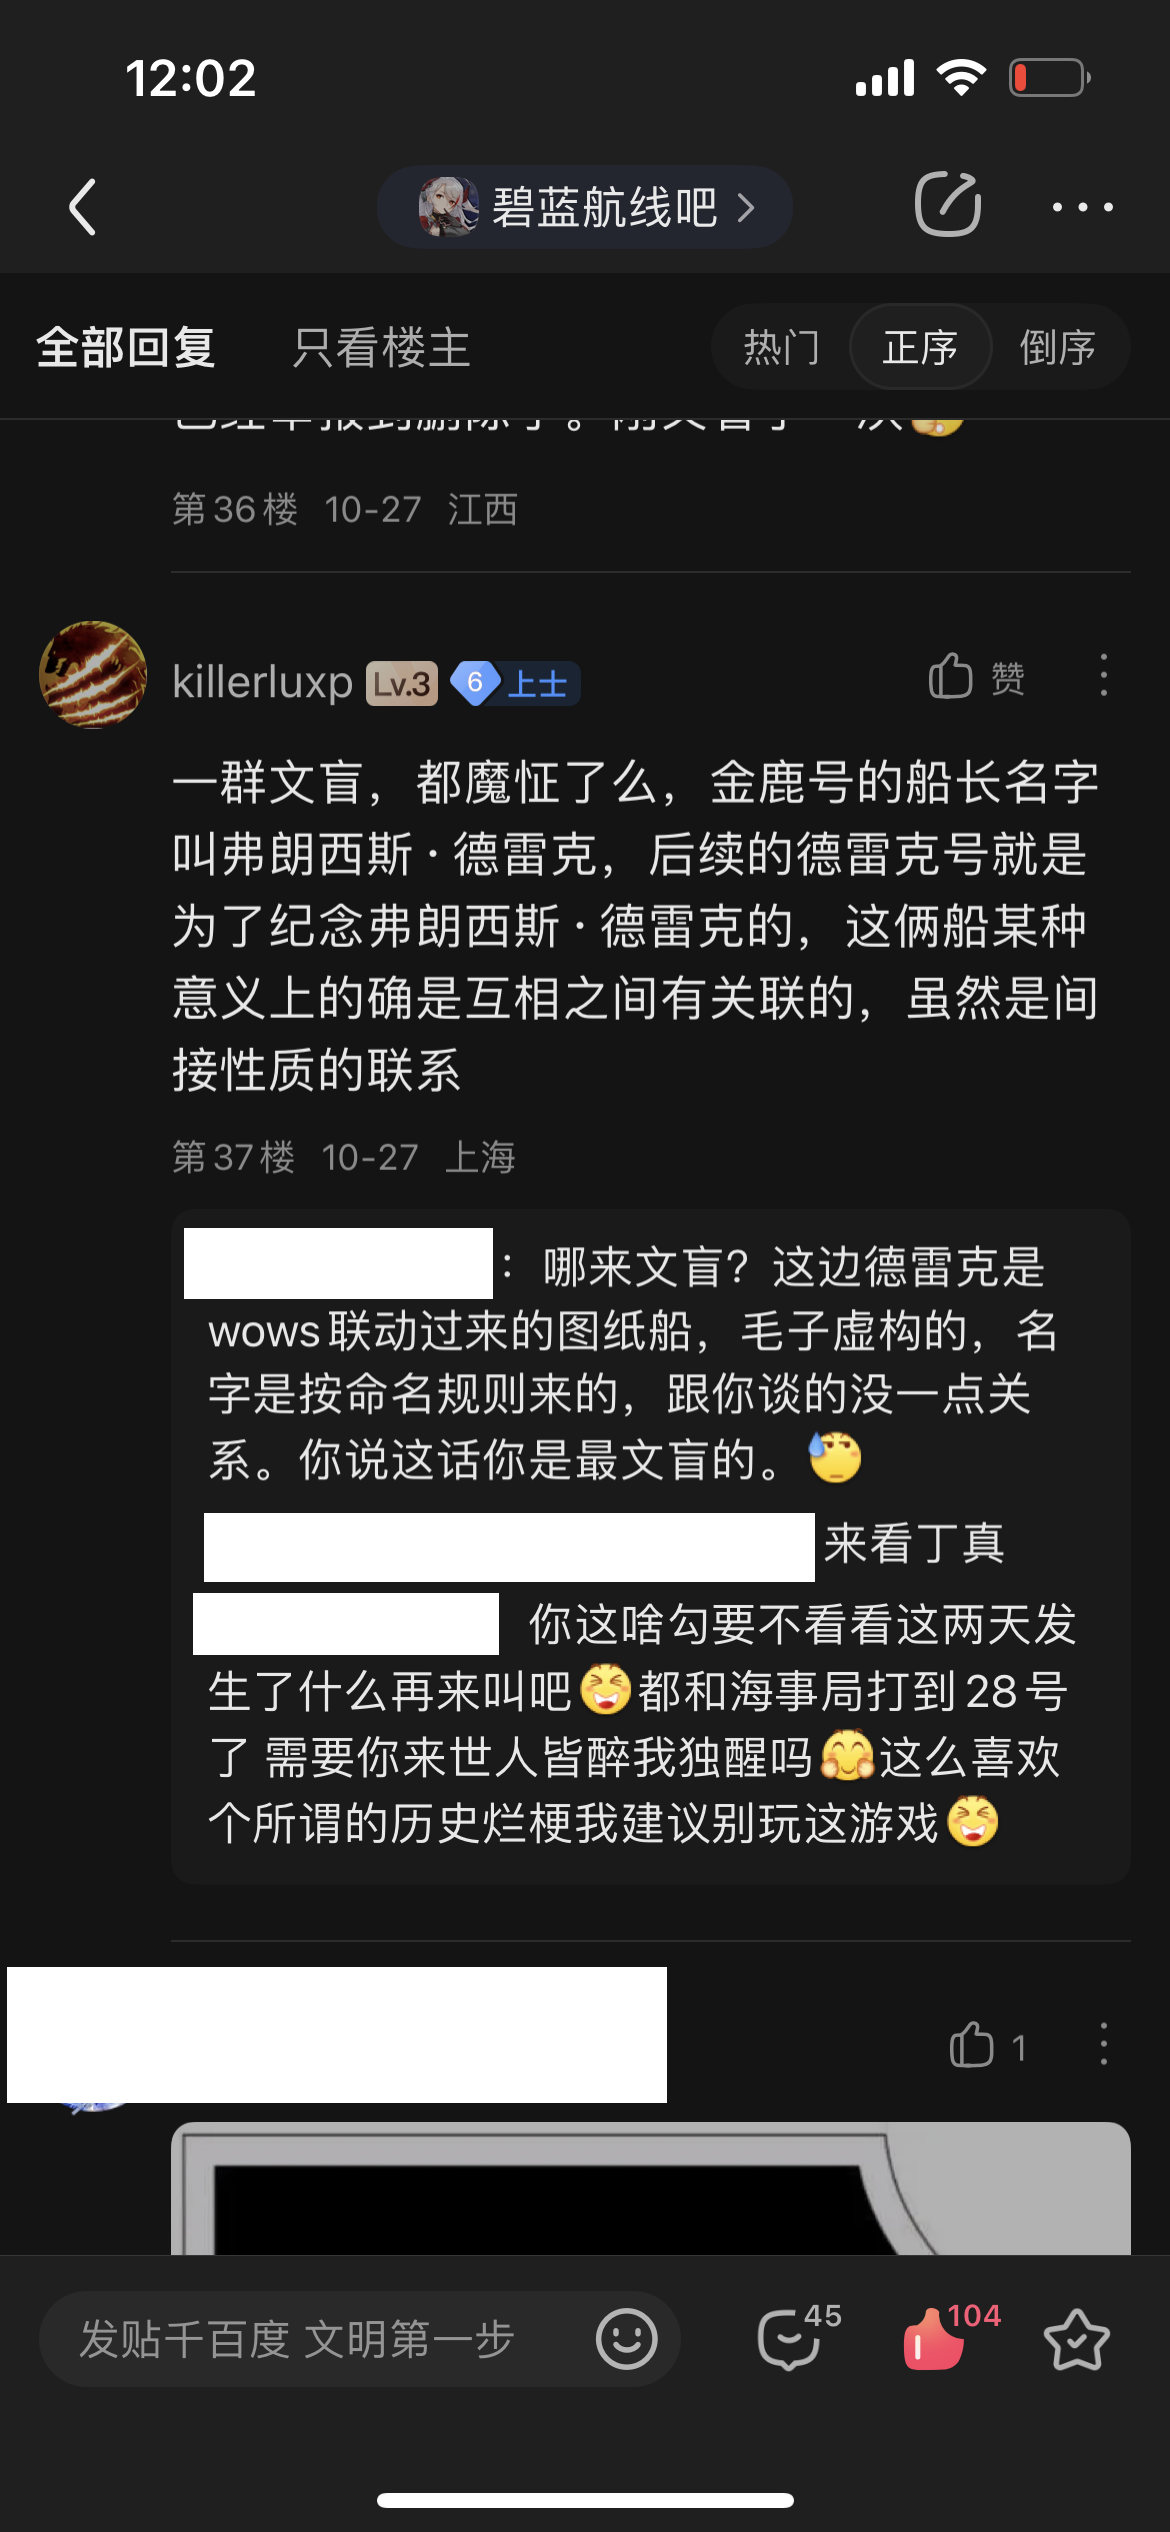 12:02
碧蓝航线吧
全部回复 只看楼主 热门 正序 倒序
第36楼 10-27 江西
killerluxp Lv.3 6 上士 赞
一群文盲，都魔怔了么，金鹿号的船长名字
叫弗朗西斯·德雷克，后续的德雷克号就是
为了纪念弗朗西斯·德雷克的，这俩船某种
意义上的确是互相之间有关联的，虽然是间
接性质的联系
第37楼 10-27 上海
：哪来文盲？这边德雷克是
wows联动过来的图纸船，毛子虚构的，名
字是按命名规则来的，跟你谈的没一点关
系。你说这话你是最文盲的。
来看丁真
你这啥勾要不看看这两天发
生了什么再来叫吧😆都和海事局打到28号
了 需要你来世人皆醉我独醒吗🤗这么喜欢
个所谓的历史烂梗我建议别玩这游戏😆
1
发贴千百度 文明第一步 45 104